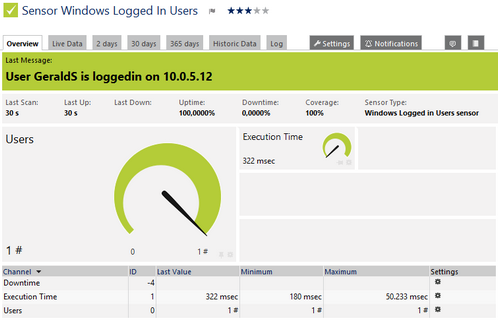 Sensor Windows Logged In Users
Overview Live Data 2 days 30 days 365 days Historic Data Log Settings Notifications
Last Message:
User GeraldS is loggedin on 10.0.5.12
Last Scan: Last Up: Last Down: Uptime: Downtime: Coverage: Sensor Type:
30 s 30 s 100,0000% 0,0000% 100% Windows Logged in Users sensor
Users
Execution Time
322 msec
1 # 0 1 #
Channel ID Last Value Minimum Maximum Settings
Downtime -4
Execution Time 1 322 msec 180 msec 50.233 msec
Users 0 1 # 1 # 1 #